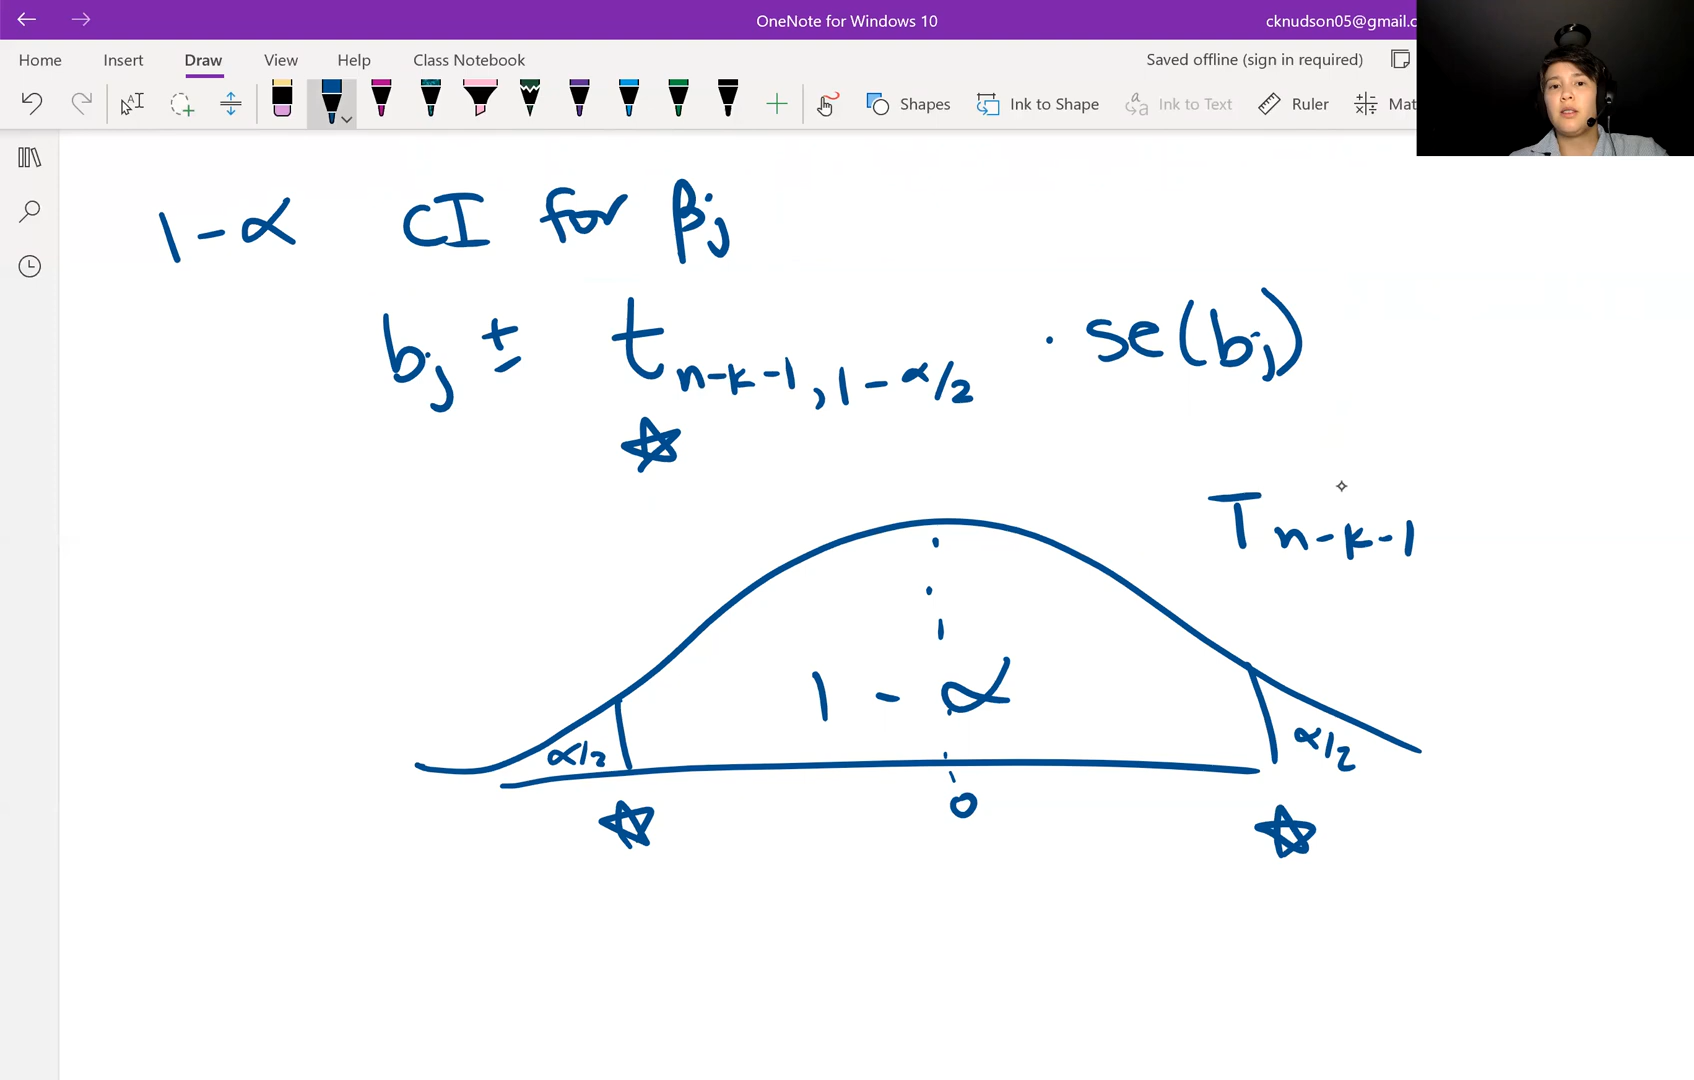 OneNote for Windows 10
cknudson05@gmail.c
Home Insert Draw View Help Class Notebook Saved offline (sign in required)
Shapes Ink to Shape Ink to Text Ruler Mat
1-α CI for βj
bj ± t n-k-1, 1-α/2 · se(bj)
T n-k-1
1 - α
α/2 α/2
0